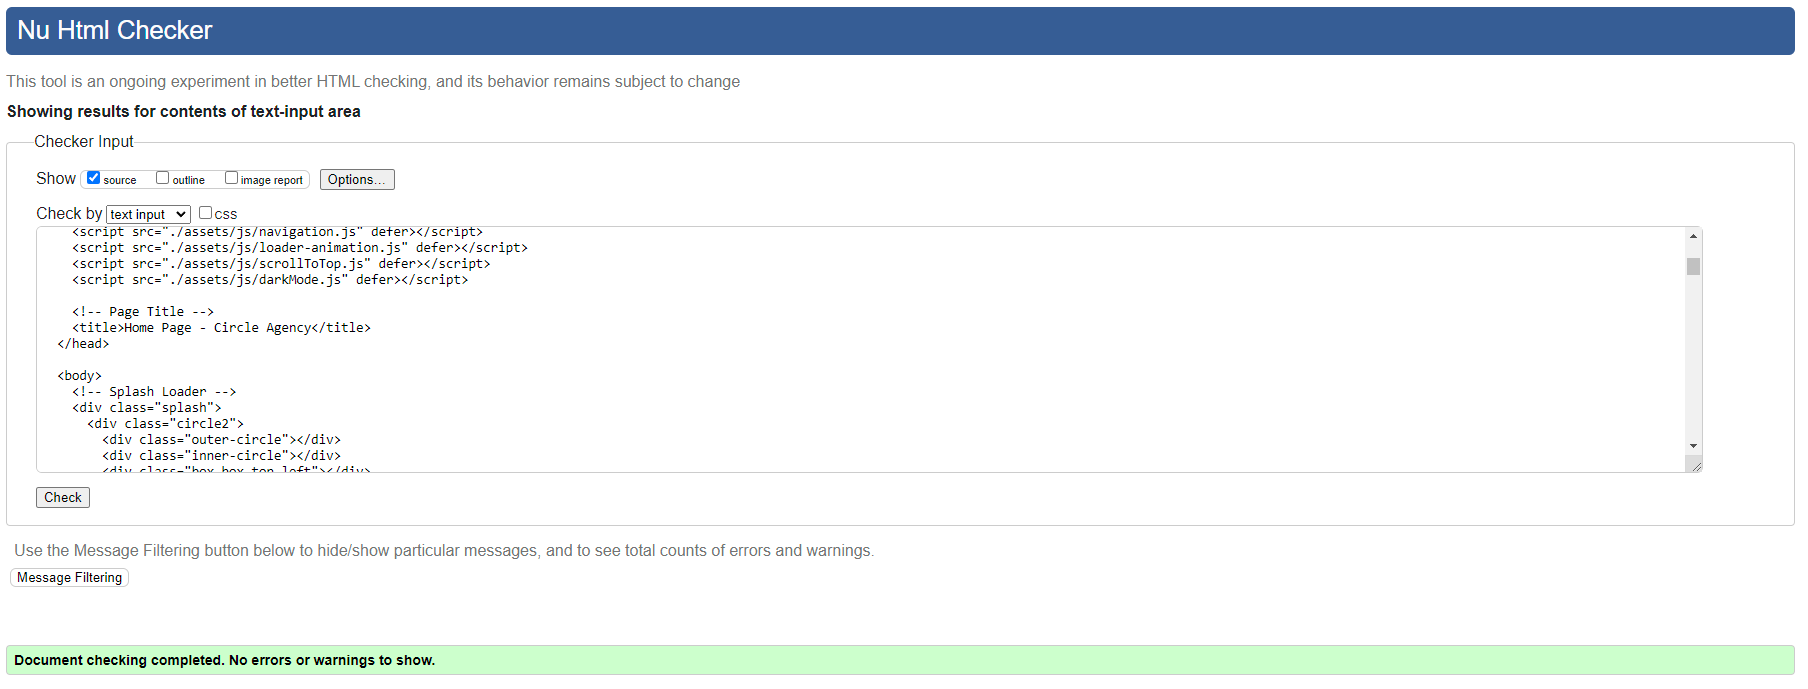 Nu Html Checker
This tool is an ongoing experiment in better HTML checking, and its behavior remains subject to change
Showing results for contents of text-input area
Checker Input
Show source outline image report Options...
Check by text input css
<script src="./assets/js/navigation.js" defer></script>
<script src="./assets/js/loader-animation.js" defer></script>
<script src="./assets/js/scrollToTop.js" defer></script>
<script src="./assets/js/darkMode.js" defer></script>
<!-- Page Title -->
<title>Home Page - Circle Agency</title>
</head>
<body>
<!-- Splash Loader -->
<div class="splash">
<div class="circle2">
<div class="outer-circle"></div>
<div class="inner-circle"></div>
<div class="box box-top-left"></div>
Check
Use the Message Filtering button below to hide/show particular messages, and to see total counts of errors and warnings.
Message Filtering
Document checking completed. No errors or warnings to show.